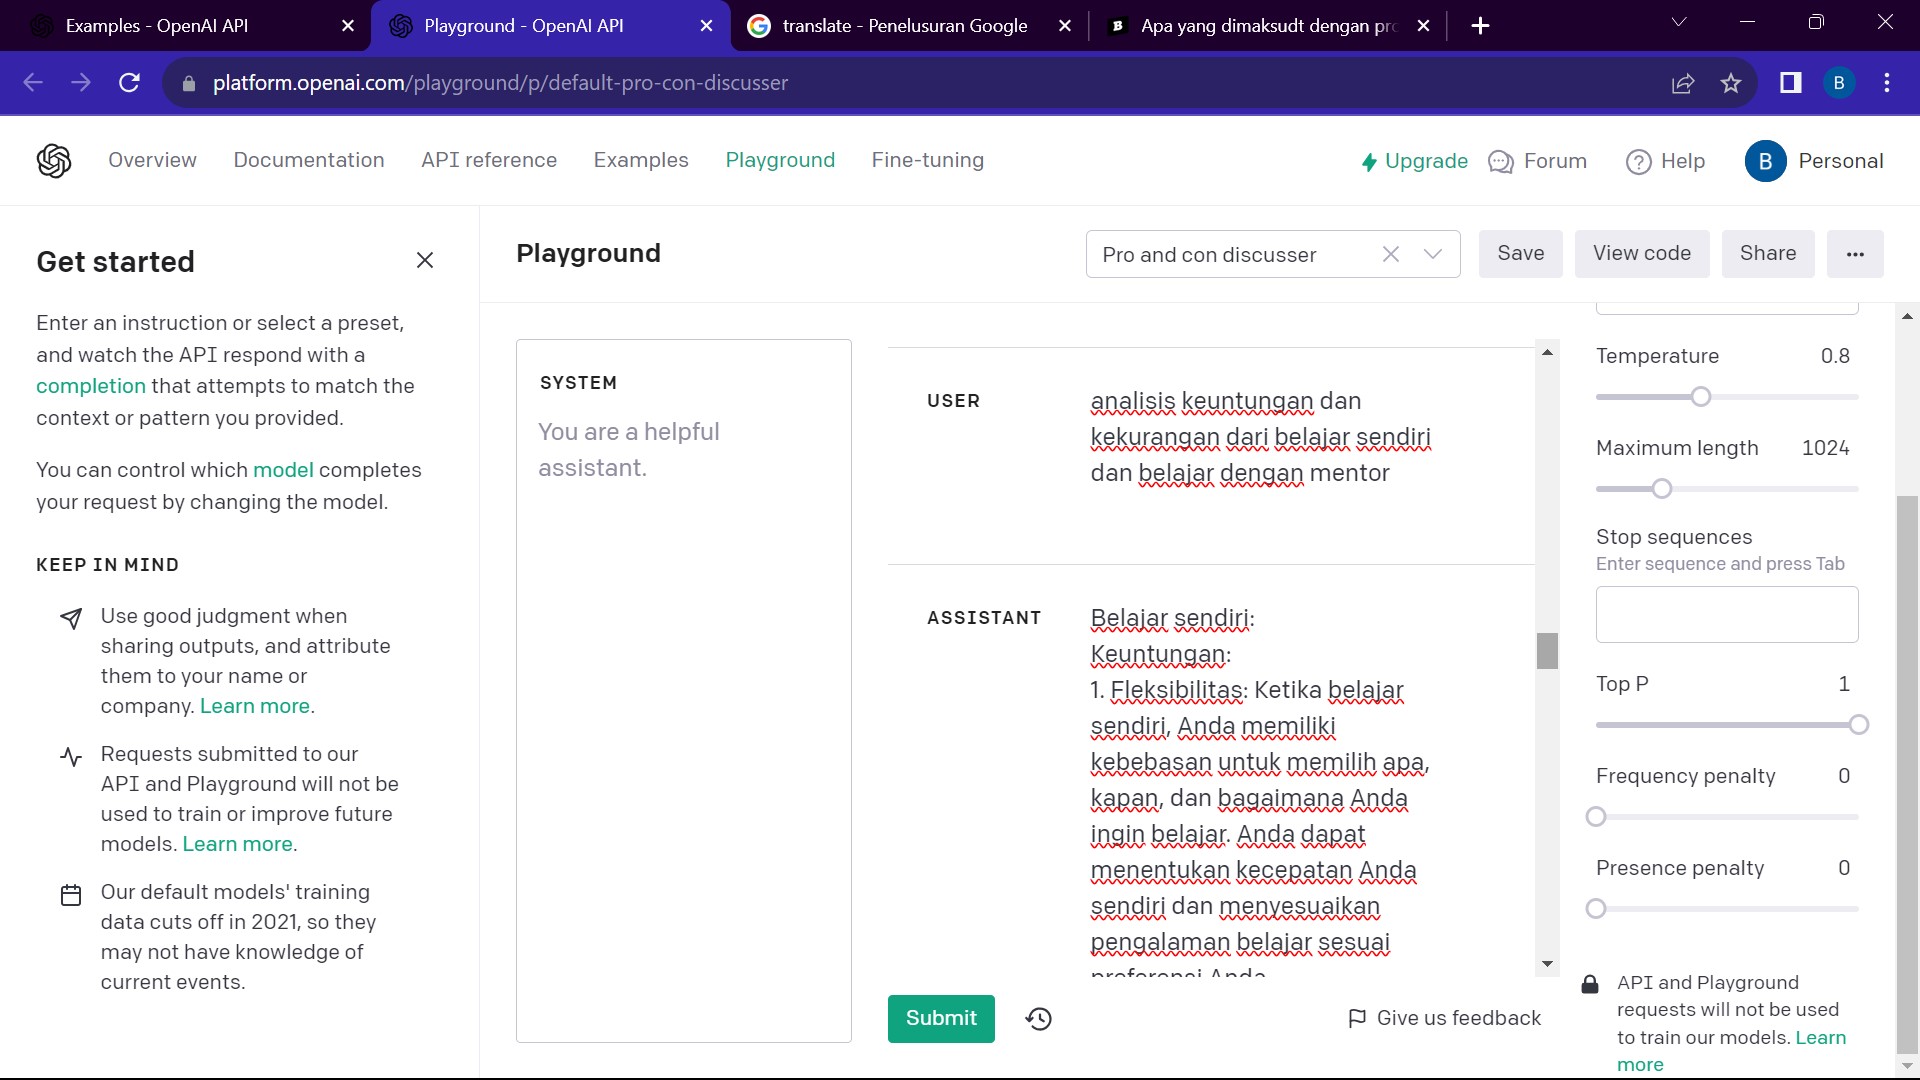 Examples - OpenAI API
Playground - OpenAI API
translate - Penelusuran Google
Apa yang dimaksudt dengan pro
platform.openai.com/playground/p/default-pro-con-discusser
B
Overview
Documentation
API reference
Examples
Playground
Fine-tuning
Upgrade
Forum
Help
B
Personal
Get started
Enter an instruction or select a preset,
and watch the API respond with a
completion that attempts to match the
context or pattern you provided.
You can control which model completes
your request by changing the model.
KEEP IN MIND
Use good judgment when
sharing outputs, and attribute
them to your name or
company. Learn more.
Requests submitted to our
API and Playground will not be
used to train or improve future
models. Learn more.
Our default models' training
data cuts off in 2021, so they
may not have knowledge of
current events.
Playground
Pro and con discusser
Save
View code
Share
...
SYSTEM
You are a helpful
assistant.
USER
analisis keuntungan dan
kekurangan dari belajar sendiri
dan belajar dengan mentor
ASSISTANT
Belajar sendiri:
Keuntungan:
1. Fleksibilitas: Ketika belajar
sendiri, Anda memiliki
kebebasan untuk memilih apa,
kapan, dan bagaimana Anda
ingin belajar. Anda dapat
menentukan kecepatan Anda
sendiri dan menyesuaikan
pengalaman belajar sesuai
preferensi Anda
Submit
Give us feedback
Temperature 0.8
Maximum length 1024
Stop sequences
Enter sequence and press Tab
Top P 1
Frequency penalty 0
Presence penalty 0
API and Playground
requests will not be used
to train our models. Learn
more